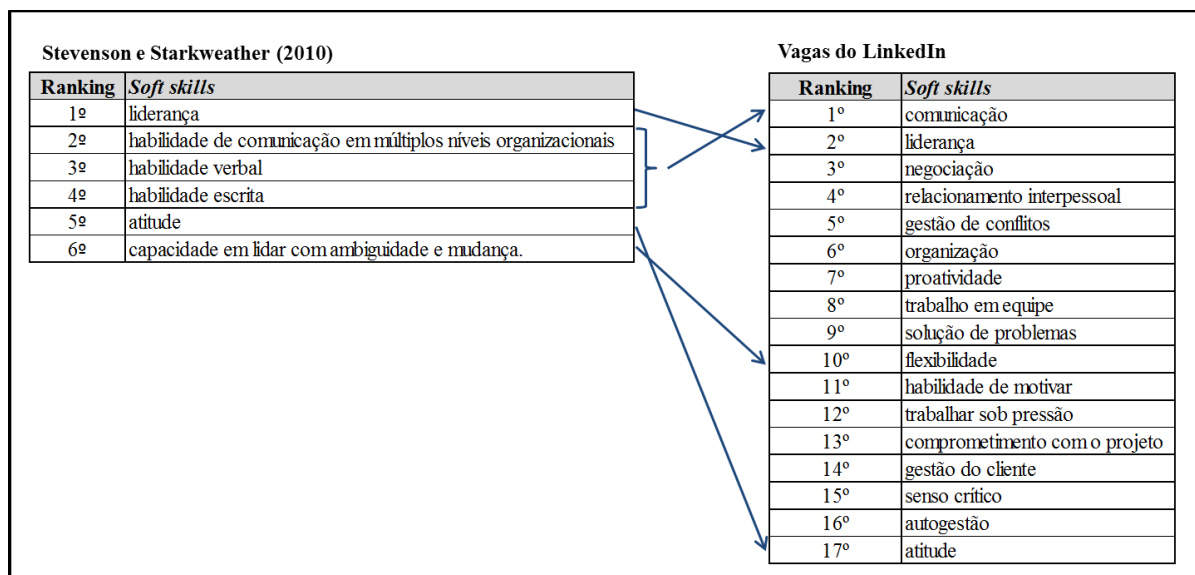 Stevenson e Starkweather (2010)
Ranking Soft skills
1º liderança
2º habilidade de comunicação em múltiplos níveis organizacionais
3º habilidade verbal
4º habilidade escrita
5º atitude
6º capacidade em lidar com ambiguidade e mudança.
Vagas do LinkedIn
Ranking Soft skills
1º comunicação
2º liderança
3º negociação
4º relacionamento interpessoal
5º gestão de conflitos
6º organização
7º proatividade
8º trabalho em equipe
9º solução de problemas
10º flexibilidade
11º habilidade de motivar
12º trabalhar sob pressão
13º comprometimento com o projeto
14º gestão do cliente
15º senso crítico
16º autogestão
17º atitude